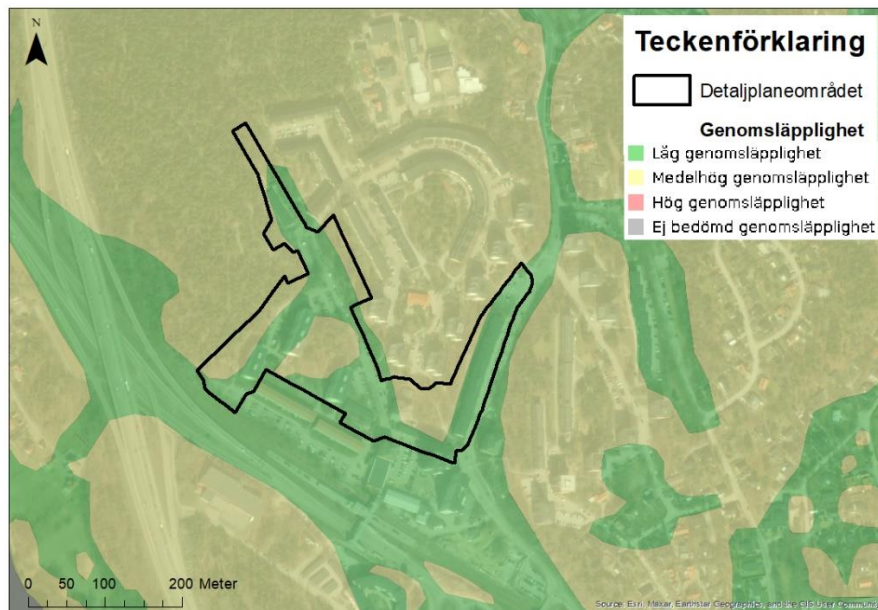 N
Teckenförklaring
Detaljplaneområdet
Genomsläpplighet
Låg genomsläpplighet
Medelhög genomsläpplighet
Hög genomsläpplighet
Ej bedömd genomsläpplighet
0 50 100 200 Meter
Source: Esri, Maxar, Earthstar Geographics, and the GIS User Community